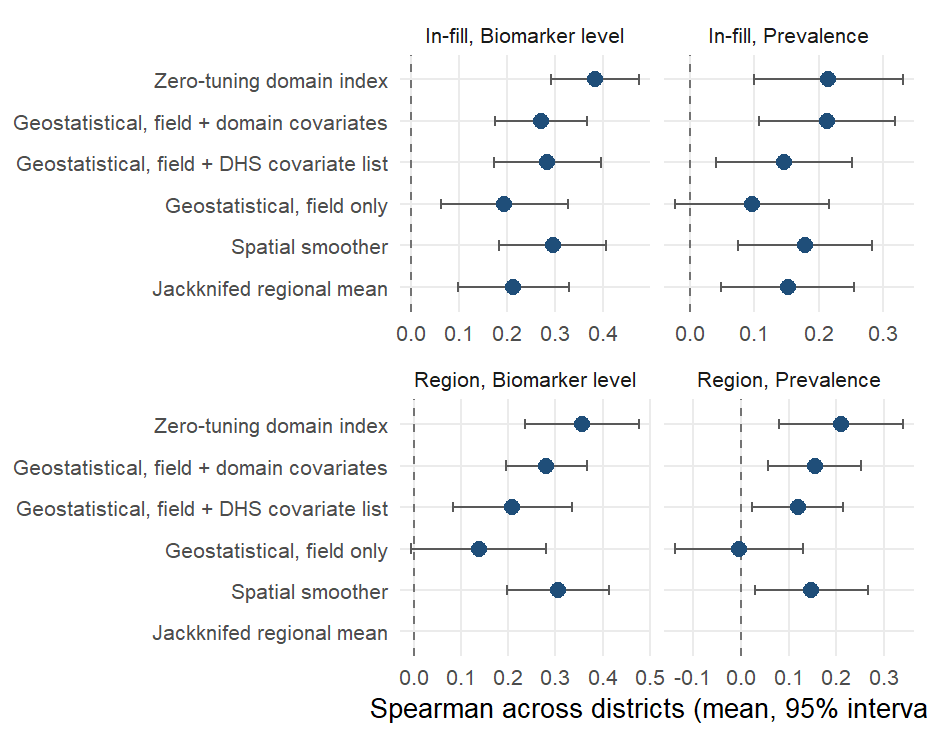 In-fill, Biomarker level
In-fill, Prevalence
Zero-tuning domain index
Geostatistical, field + domain covariates
Geostatistical, field + DHS covariate list
Geostatistical, field only
Spatial smoother
Jackknifed regional mean
0.0 0.1 0.2 0.3 0.4
0.0 0.1 0.2 0.3
Region, Biomarker level
Region, Prevalence
Zero-tuning domain index
Geostatistical, field + domain covariates
Geostatistical, field + DHS covariate list
Geostatistical, field only
Spatial smoother
Jackknifed regional mean
0.0 0.1 0.2 0.3 0.4 0.5
-0.1 0.0 0.1 0.2 0.3
Spearman across districts (mean, 95% interva